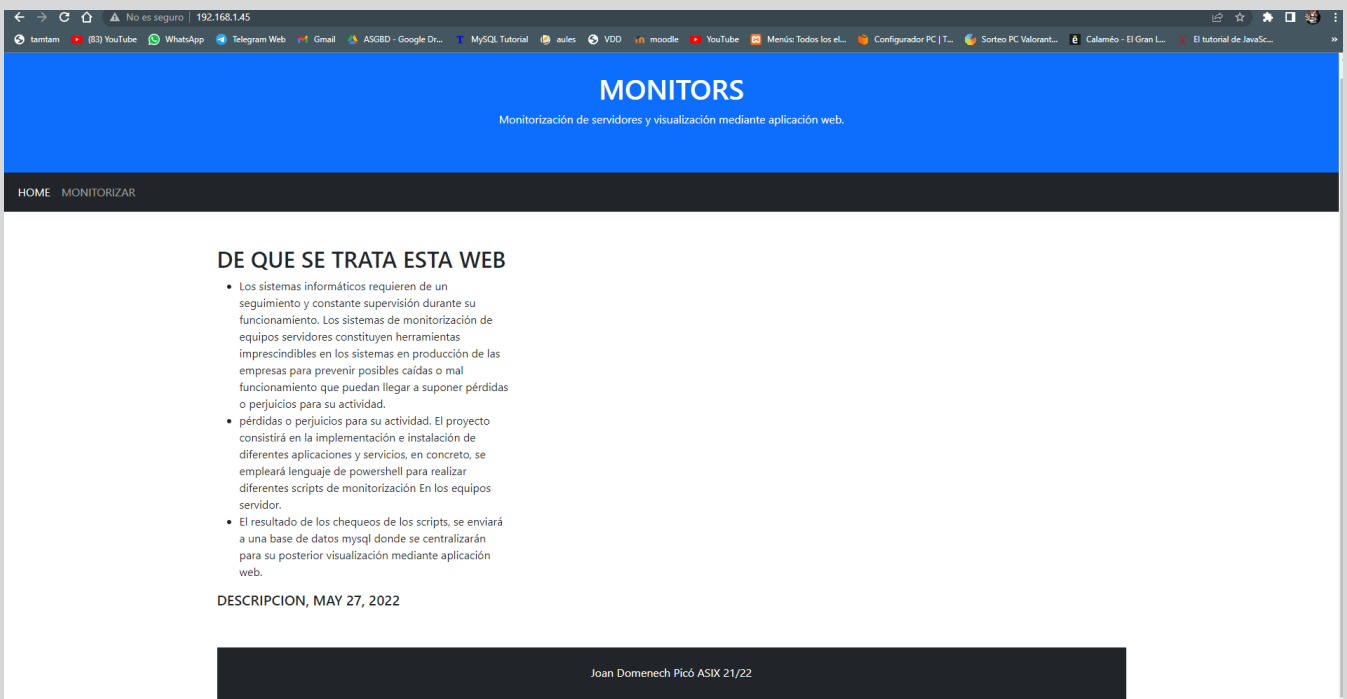 No es seguro | 192.168.1.45
tamtam (83) YouTube WhatsApp Telegram Web Gmail ASGBD - Google Dr... MySQL Tutorial aules VDD moodle YouTube Menús: Todos los el... Configurador PC | T... Sorteo PC Valorant... Calaméo - El Gran L... El tutorial de JavaSc... »
MONITORS
Monitorización de servidores y visualización mediante aplicación web.
HOME MONITORIZAR
DE QUE SE TRATA ESTA WEB
Los sistemas informáticos requieren de un
seguimiento y constante supervisión durante su
funcionamiento. Los sistemas de monitorización de
equipos servidores constituyen herramientas
imprescindibles en los sistemas en producción de las
empresas para prevenir posibles caídas o mal
funcionamiento que puedan llegar a suponer pérdidas
o perjuicios para su actividad.
pérdidas o perjuicios para su actividad. El proyecto
consistirá en la implementación e instalación de
diferentes aplicaciones y servicios, en concreto, se
empleará lenguaje de powershell para realizar
diferentes scripts de monitorización En los equipos
servidor.
El resultado de los chequeos de los scripts, se enviará
a una base de datos mysql donde se centralizarán
para su posterior visualización mediante aplicación
web.
DESCRIPCION, MAY 27, 2022
Joan Domenech Picó ASIX 21/22